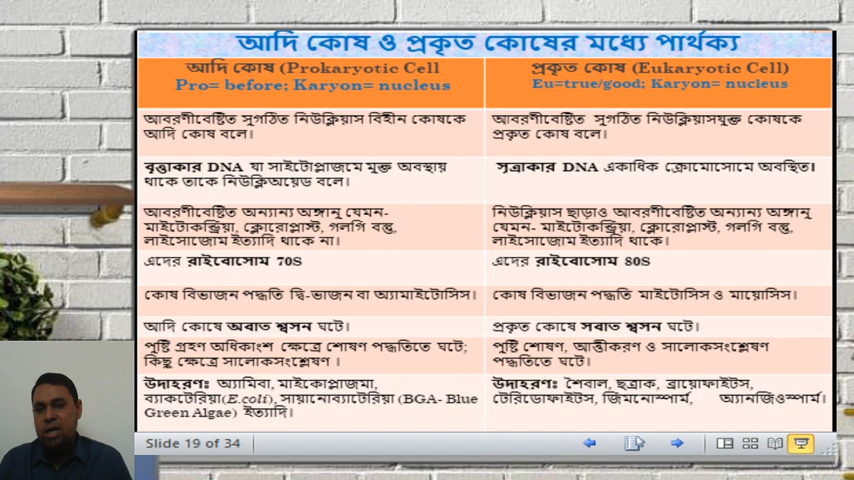 আদি কোষ ও প্রকৃত কোষের মধ্যে পার্থক্য
আদি কোষ (Prokaryotic Cell
Pro= before; Karyon= nucleus
প্রকৃত কোষ (Eukaryotic Cell)
Eu=true/good; Karyon= nucleus
আবরণীবেষ্টিত সুগঠিত নিউক্লিয়াস বিহীন কোষকে
আদি কোষ বলে।
আবরণীবেষ্টিত সুগঠিত নিউক্লিয়াসযুক্ত কোষকে
প্রকৃত কোষ বলে।
বৃত্তাকার DNA যা সাইটোপ্লাজমে মুক্ত অবস্থায়
থাকে তাকে নিউক্লিঅয়েড বলে।
সূত্রাকার DNA একাধিক ক্রোমোসোমে অবস্থিত।
আবরণীবেষ্টিত অন্যান্য অঙ্গানু যেমন-
মাইটোকন্ড্রিয়া, ক্লোরোপ্লাস্ট, গলগি বস্তু,
লাইসোজোম ইত্যাদি থাকে না।
নিউক্লিয়াস ছাড়াও আবরণীবেষ্টিত অন্যান্য অঙ্গানু
যেমন- মাইটোকন্ড্রিয়া, ক্লোরোপ্লাস্ট, গলগি বস্তু,
লাইসোজোম ইত্যাদি থাকে।
এদের রাইবোসোম 70S
এদের রাইবোসোম 80S
কোষ বিভাজন পদ্ধতি দ্বি-ভাজন বা অ্যামাইটোসিস।
কোষ বিভাজন পদ্ধতি মাইটোসিস ও মায়োসিস।
আদি কোষে অবাত শ্বসন ঘটে।
প্রকৃত কোষে সবাত শ্বসন ঘটে।
পুষ্টি গ্রহণ অধিকাংশ ক্ষেত্রে শোষণ পদ্ধতিতে ঘটে;
কিছু ক্ষেত্রে সালোকসংশ্লেষণ ।
পুষ্টি শোষণ, আত্তীকরণ ও সালোকসংশ্লেষণ
পদ্ধতিতে ঘটে।
উদাহরণঃ অ্যামিবা, মাইকোপ্লাজমা,
ব্যাকটেরিয়া(E.coli), সায়ানোব্যাটেরিয়া (BGA- Blue
Green Algae) ইত্যাদি।
উদাহরণঃ শৈবাল, ছত্রাক, ব্রায়োফাইটস,
টেরিডোফাইটস, জিমনোস্পার্ম, অ্যানজিওস্পার্ম।
Slide 19 of 34